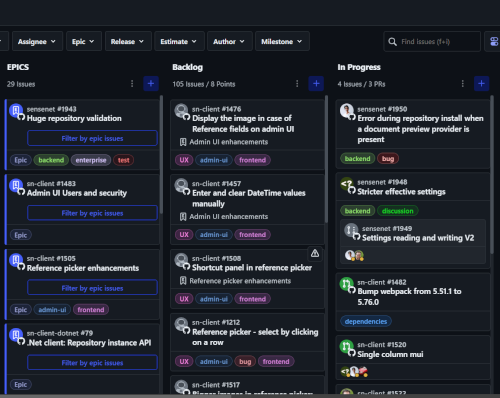 Assignee
Epic
Release
Estimate
Author
Milestone
Find issues (f+i)
EPICS
29 Issues
sensenet #1943
Huge repository validation
Filter by epic issues
Epic
backend
enterprise
test
sn-client #1483
Admin UI Users and security
Filter by epic issues
Epic
sn-client #1505
Reference picker enhancements
Filter by epic issues
Epic
admin-ui
frontend
sn-client-dotnet #79
.Net client: Repository instance API
Filter by epic issues
Epic
Backlog
105 Issues / 8 Points
sn-client #1476
Display the image in case of
Reference fields on admin UI
Admin UI enhancements
UX
admin-ui
frontend
sn-client #1457
Enter and clear DateTime values
manually
Admin UI enhancements
UX
admin-ui
frontend
sn-client #1508
Shortcut panel in reference picker
Reference picker enhancements
UX
admin-ui
frontend
sn-client #1212
Reference picker - select by clicking
on a row
UX
admin-ui
bug
frontend
sn-client #1517
In Progress
4 Issues / 3 PRs
sensenet #1950
Error during repository install when
a document preview provider is
present
backend
bug
sensenet #1948
Stricter effective settings
backend
discussion
sensenet #1949
Settings reading and writing V2
sn-client #1482
Bump webpack from 5.51.1 to
5.76.0
dependencies
sn-client #1520
Single column mui